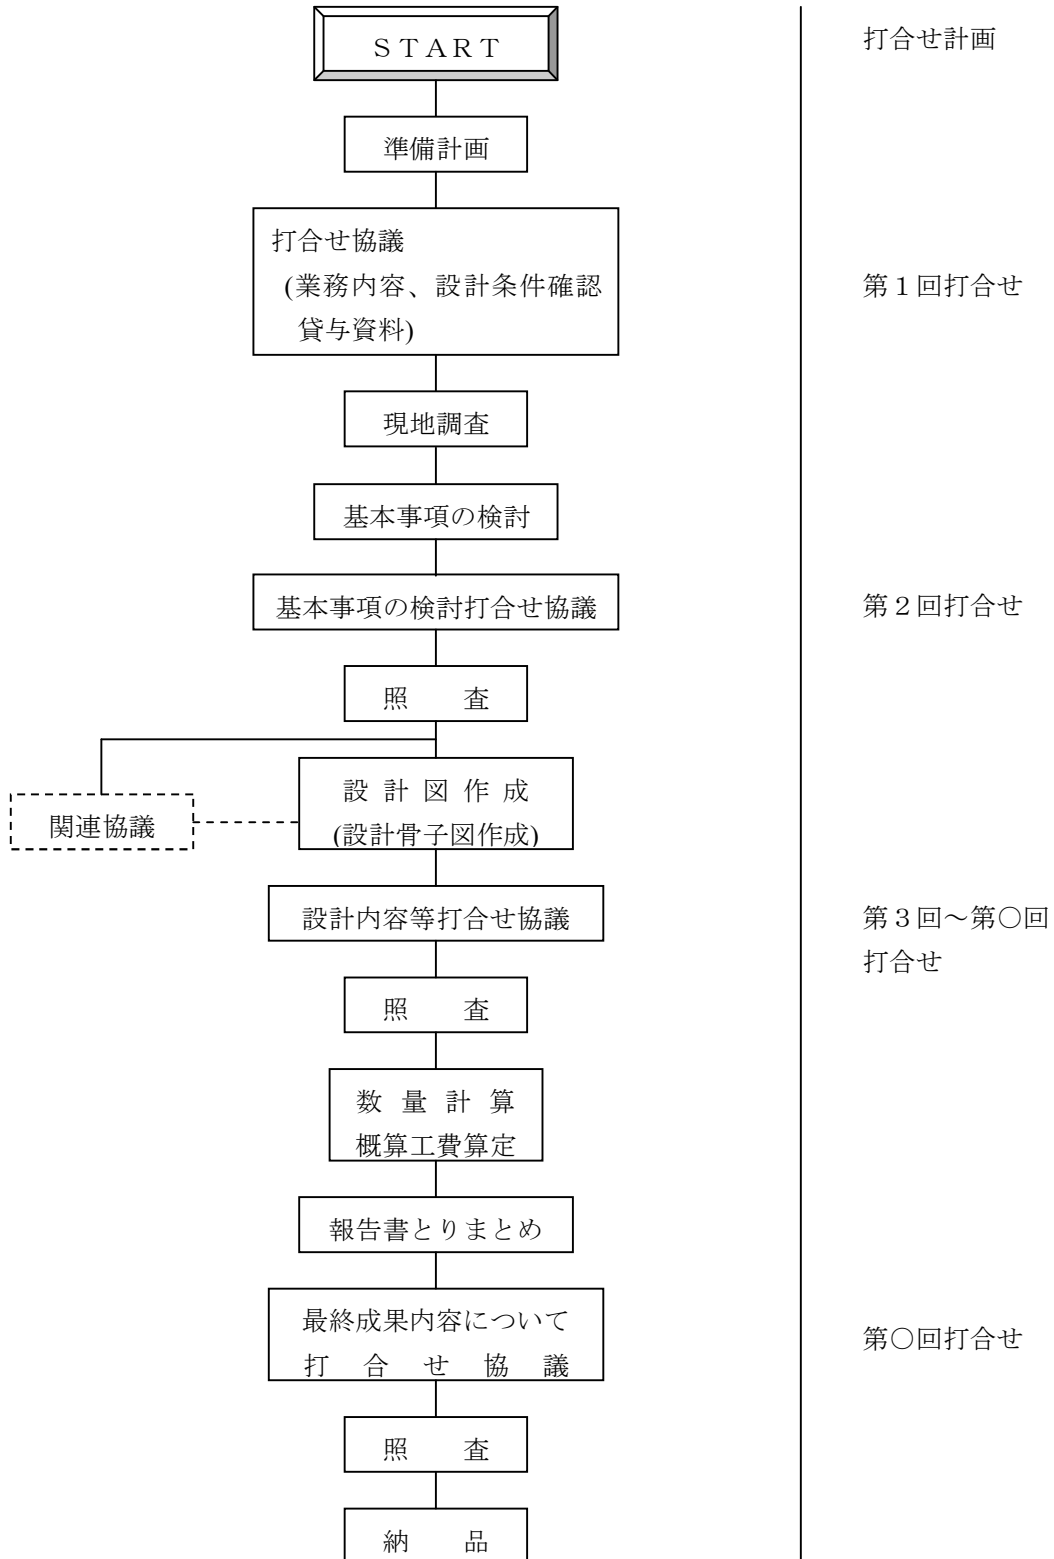 ＳＴＡＲＴ
打合せ計画
準備計画
打合せ協議
(業務内容、設計条件確認
貸与資料)
第１回打合せ
現地調査
基本事項の検討
基本事項の検討打合せ協議
第２回打合せ
照　　査
設 計 図 作 成
(設計骨子図作成)
関連協議
設計内容等打合せ協議
第３回～第○回
打合せ
照　　査
数 量 計 算
概算工費算定
報告書とりまとめ
最終成果内容について
打 合 せ 協 議
第○回打合せ
照　　査
納　　品